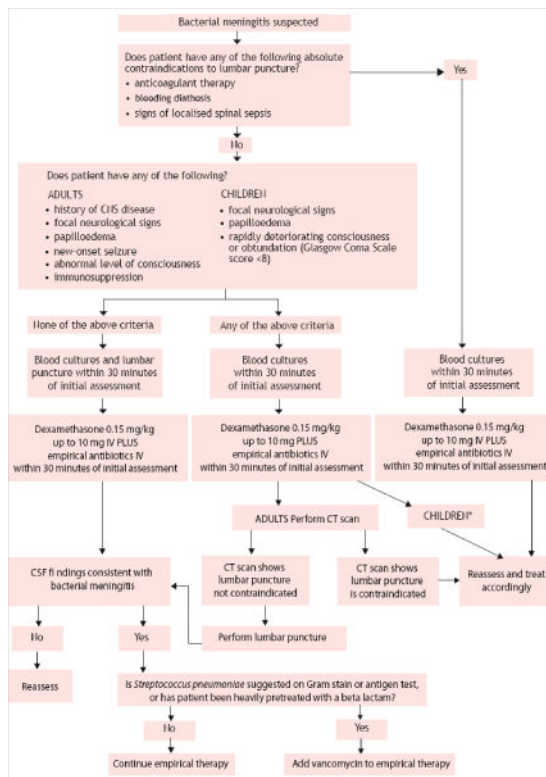 Bacterial meningitis suspected
Does patient have any of the following absolute
contraindications to lumbar puncture?
• anticoagulant therapy
• bleeding diathosis
• signs of localised spinal sepsis
Yes
No
Does patient have any of the following?
ADULTS
• history of CNS disease
• focal neurological signs
• papilloedema
• new-onset seizure
• abnormal level of consciousness
• immunosuppression
CHILDREN
• focal neurological signs
• papilloedema
• rapidly deteriorating consciousness
or obtundation (Glasgow Coma Scale
score <8)
None of the above criteria
Any of the above criteria
Blood cultures and lumbar
puncture within 30 minutes
of initial assessment
Blood cultures
within 30 minutes
of initial assessment
Blood cultures
within 30 minutes
of initial assessment
Dexamethasone 0.15 mg/kg
up to 10 mg IV PLUS
empirical antibiotics IV
within 30 minutes of initial assessment
Dexamethasone 0.15 mg/kg
up to 10 mg IV PLUS
empirical antibiotics IV
within 30 minutes of initial assessment
Dexamethasone 0.15 mg/kg
up to 10 mg IV PLUS
empirical antibiotics IV
within 30 minutes of initial assessment
ADULTS Perform CT scan
CHILDREN*
CSF findings consistent with
bacterial meningitis
CT scan shows
lumbar puncture
not contraindicated
CT scan shows
lumbar puncture
is contraindicated
Reassess and treat
accordingly
No
Yes
Perform lumbar puncture
Reassess
Is Streptococcus pneumoniae suggested on Gram stain or antigen test,
or has patient been heavily pretreated with a beta lactam?
No
Yes
Continue empirical therapy
Add vancomycin to empirical therapy